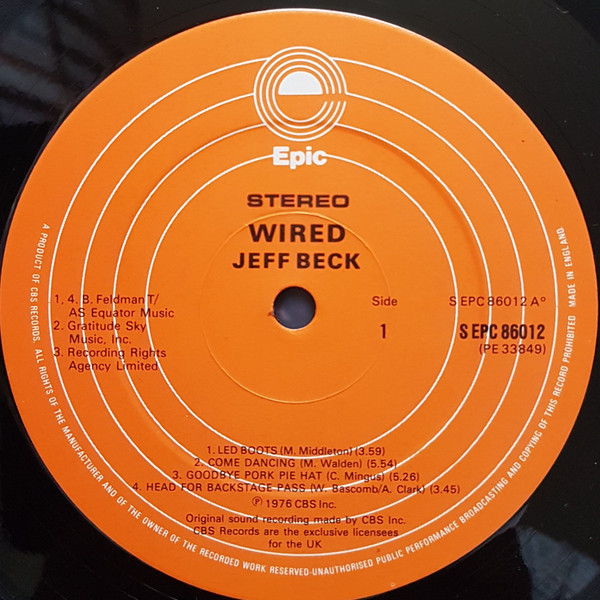 Epic
STEREO
WIRED
JEFF BECK
1, 4. B. Feldman T/
AS Equator Music
2. Gratitude Sky
Music, Inc.
3. Recording Rights
Agency Limited
Side
1
S EPC 86012 A°
S EPC 86012
(PE 33849)
1. LED BOOTS (M. Middleton) (3.59)
2. COME DANCING (M. Walden) (5.54)
3. GOODBYE PORK PIE HAT (C. Mingus) (5.26)
4. HEAD FOR BACKSTAGE PASS (W. Bascomb/A. Clark) (3.45)
℗ 1976 CBS Inc.
Original sound recording made by CBS Inc.
CBS Records are the exclusive licensees
for the UK
A PRODUCT OF CBS RECORDS. ALL RIGHTS OF THE MANUFACTURER AND OF THE OWNER OF THE RECORDED WORK RESERVED-UNAUTHORISED PUBLIC PERFORMANCE BROADCASTING AND COPYING OF THIS RECORD PROHIBITED MADE IN ENGLAND